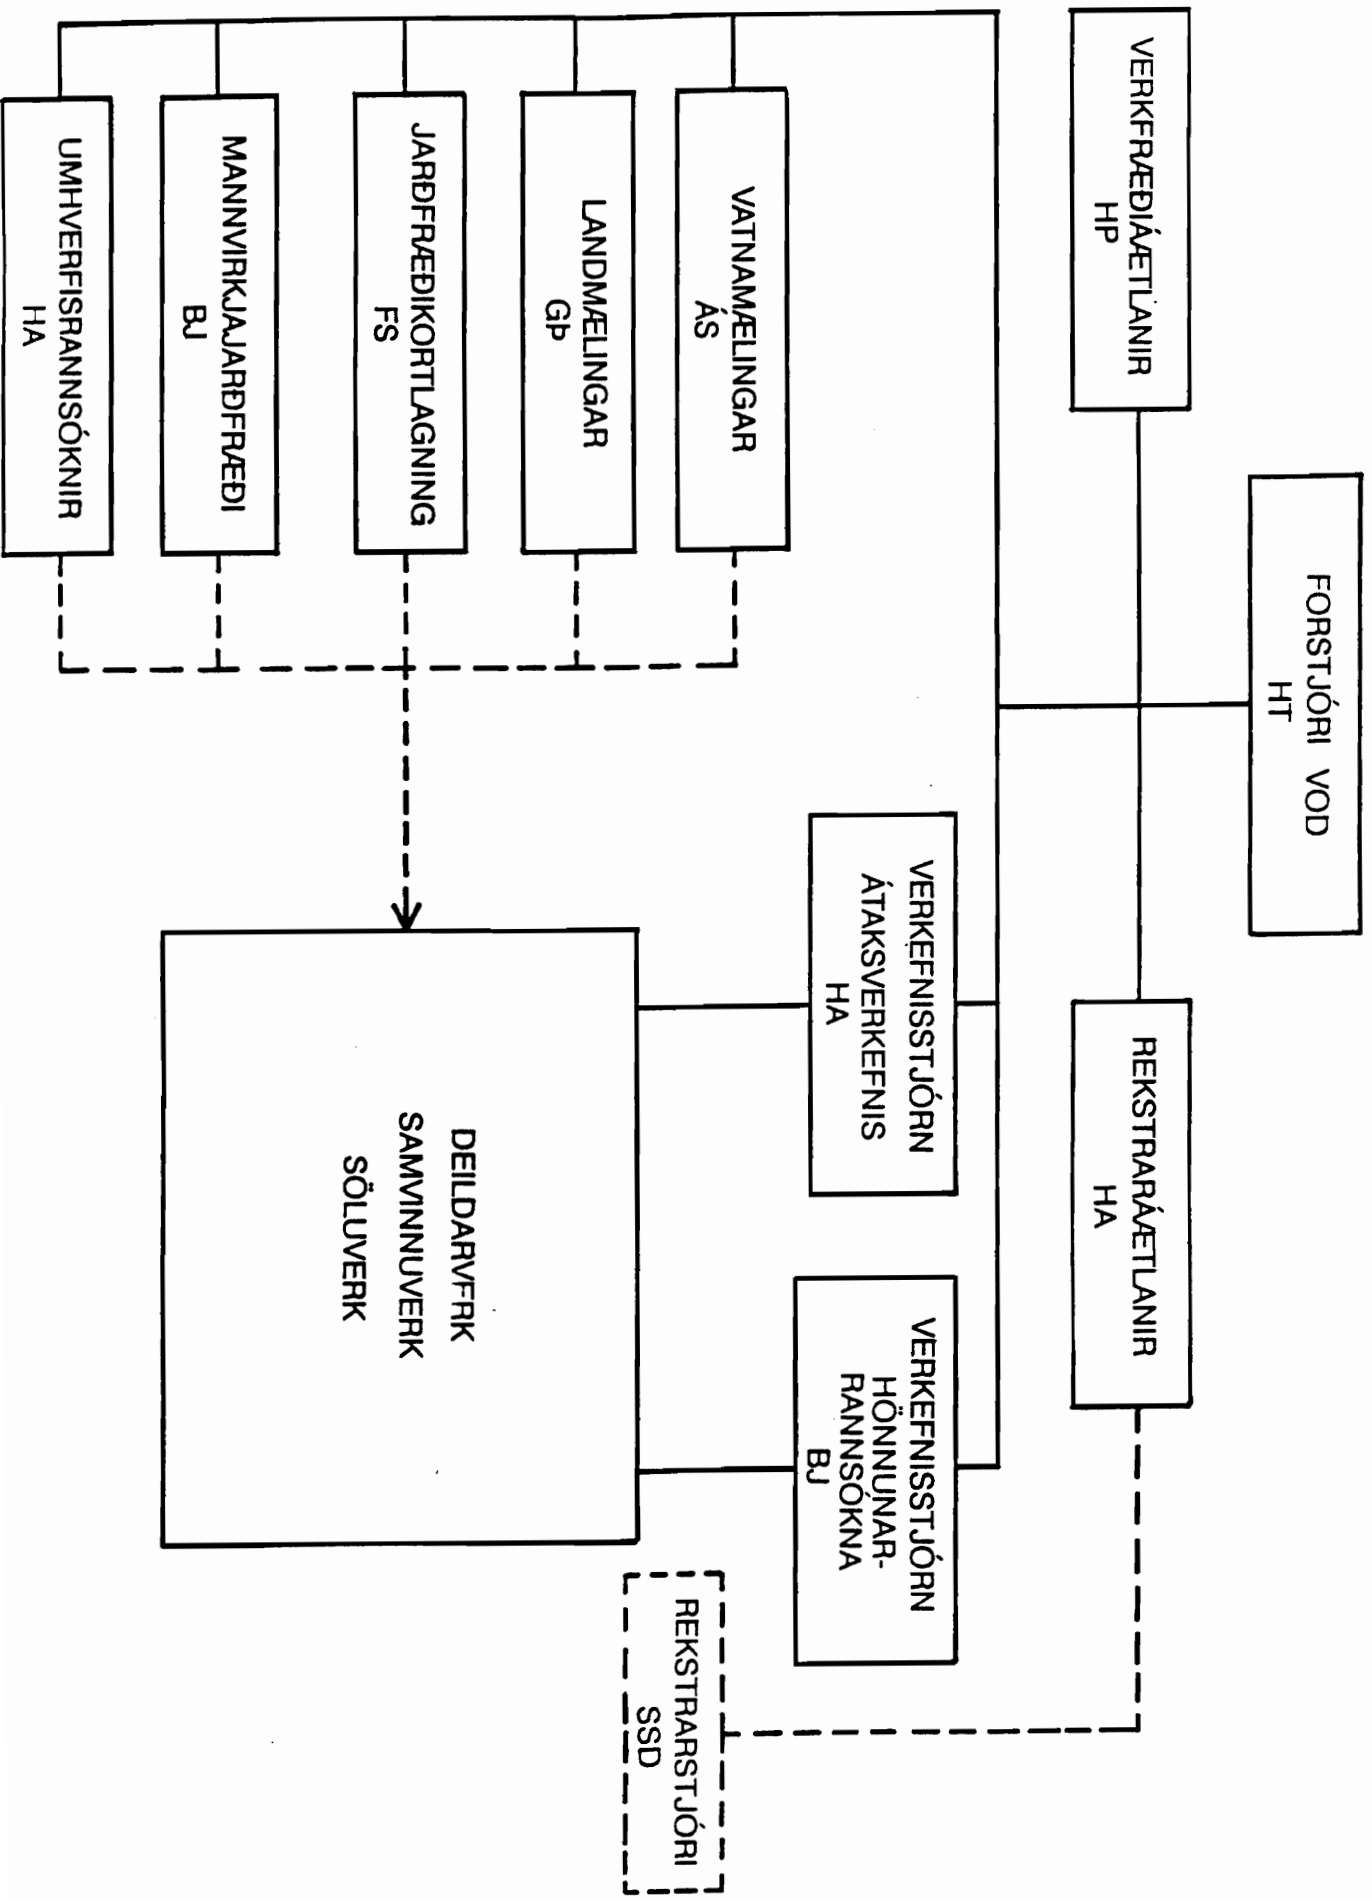 FORSTJÓRI VOD
HT
VERKFRÆÐIÁÆTLANIR
HÞ
REKSTRARÁÆTLANIR
HA
VERKEFNISSTJÓRN
ÁTAKSVERKEFNIS
HA
VERKEFNISSTJÓRN
HÖNNUNAR-
RANNSÓKNA
BJ
VATNAMÆLINGAR
ÁS
LANDMÆLINGAR
GÞ
JARÐFRÆÐIKORTLAGNING
FS
MANNVIRKJAJARÐFRÆÐI
BJ
UMHVERFISRANNSÓKNIR
HA
DEILDARVERK
SAMVINNUVERK
SÖLUVERK
REKSTRARSTJÓRI
SSD